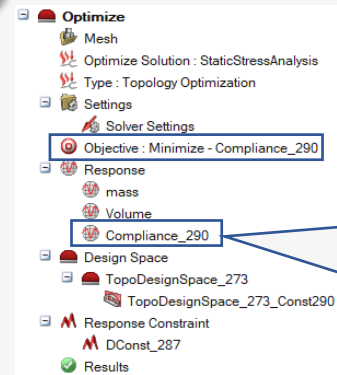 Optimize
Mesh
Optimize Solution : StaticStressAnalysis
Type : Topology Optimization
Settings
Solver Settings
Objective : Minimize - Compliance_290
Response
mass
Volume
Compliance_290
Design Space
TopoDesignSpace_273
TopoDesignSpace_273_Const290
Response Constraint
DConst_287
Results